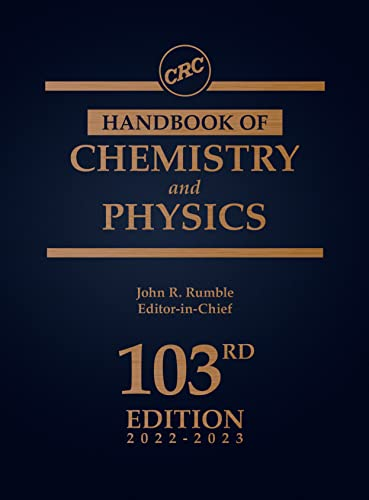 CRC
HANDBOOK OF
CHEMISTRY
and
PHYSICS
John R. Rumble
Editor-in-Chief
103RD
EDITION
2022-2023